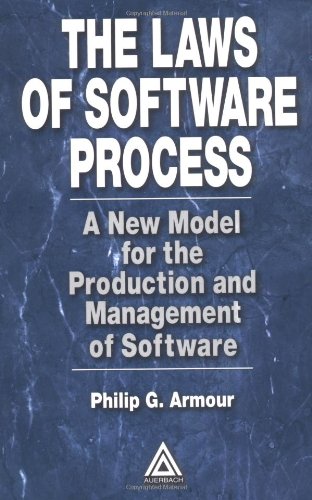 THE LAWS
OF SOFTWARE
PROCESS
A New Model
for the
Production and
Management
of Software
Philip G. Armour
AUERBACH